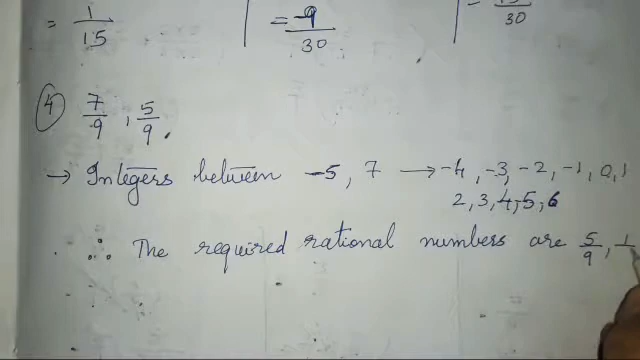 = 1/15
= -9/30
30
④ 7/9, 5/9.
→ Integers between -5, 7 → -4, -3, -2, -1, 0, 1
2, 3, 4, 5, 6
∴ The required rational numbers are 5/9, 1